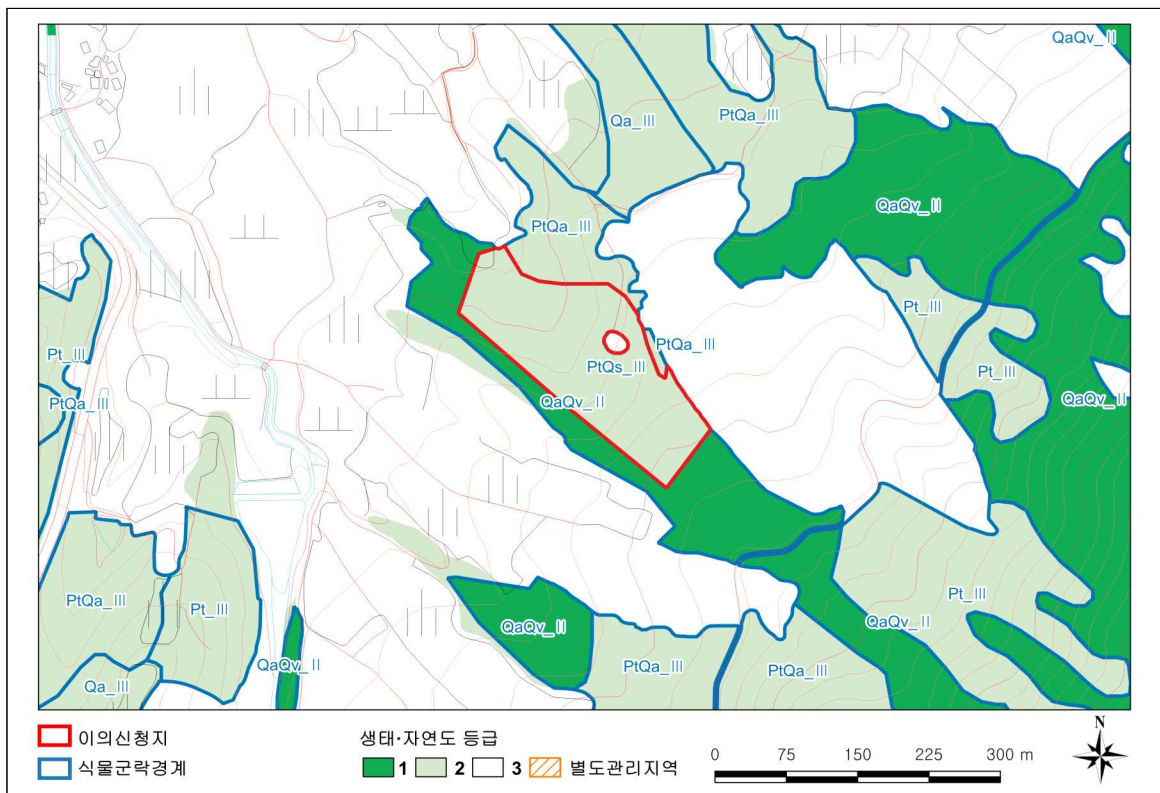 QaQv_Ⅱ
Qa_Ⅲ
PtQa_Ⅲ
QaQv_Ⅱ
PtQa_Ⅲ
Pt_Ⅲ
PtQa_Ⅲ
Pt_Ⅲ
PtQs_Ⅲ
Pt_Ⅲ
QaQv_Ⅱ
PtQa_Ⅲ
QaQv_Ⅱ
PtQa_Ⅲ
Pt_Ⅲ
Pt_Ⅲ
QaQv_Ⅱ
QaQv_Ⅱ
QaQv_Ⅱ
PtQa_Ⅲ
PtQa_Ⅲ
Qa_Ⅲ
이의신청지
식물군락경계
생태·자연도 등급
1 2 3 별도관리지역
0 75 150 225 300 m
N